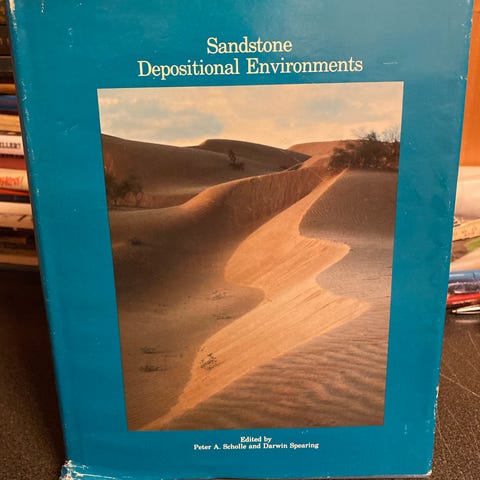 Sandstone
Depositional Environments
Edited by
Peter A. Scholle and Darwin Spearing